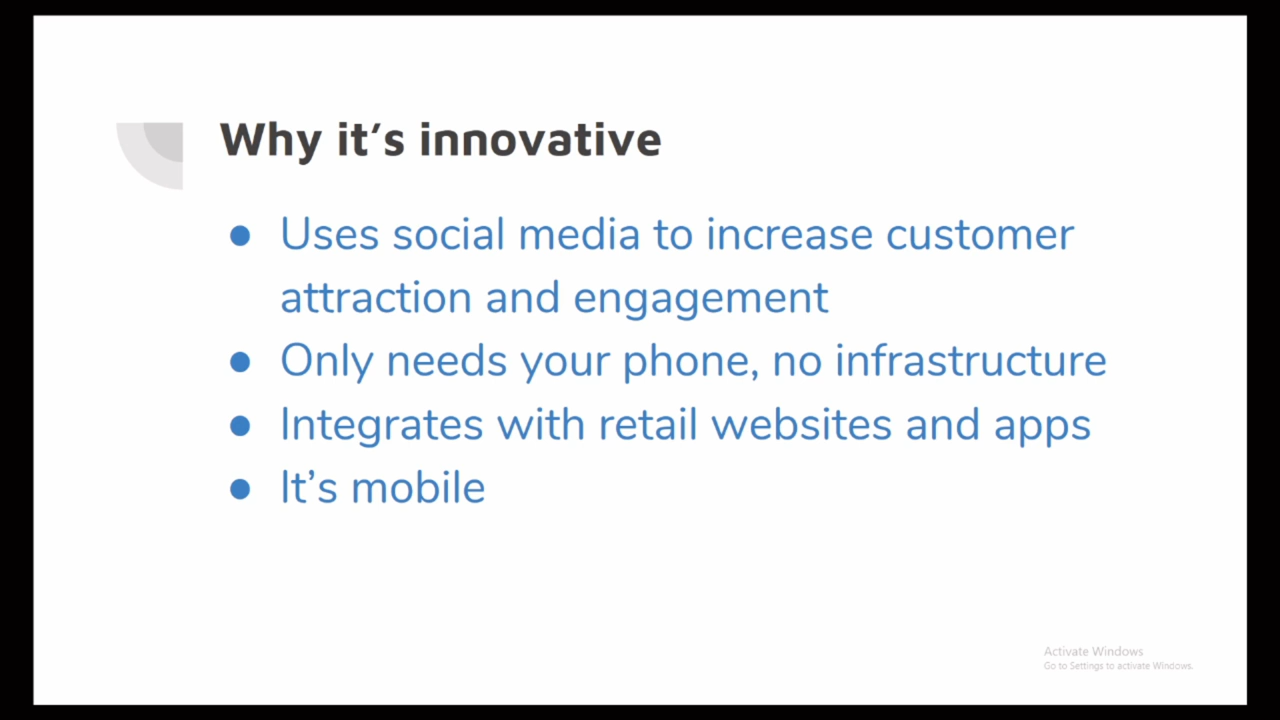 Why it’s innovative
● Uses social media to increase customer
attraction and engagement
● Only needs your phone, no infrastructure
● Integrates with retail websites and apps
● It’s mobile
Activate Windows
Go to Settings to activate Windows.